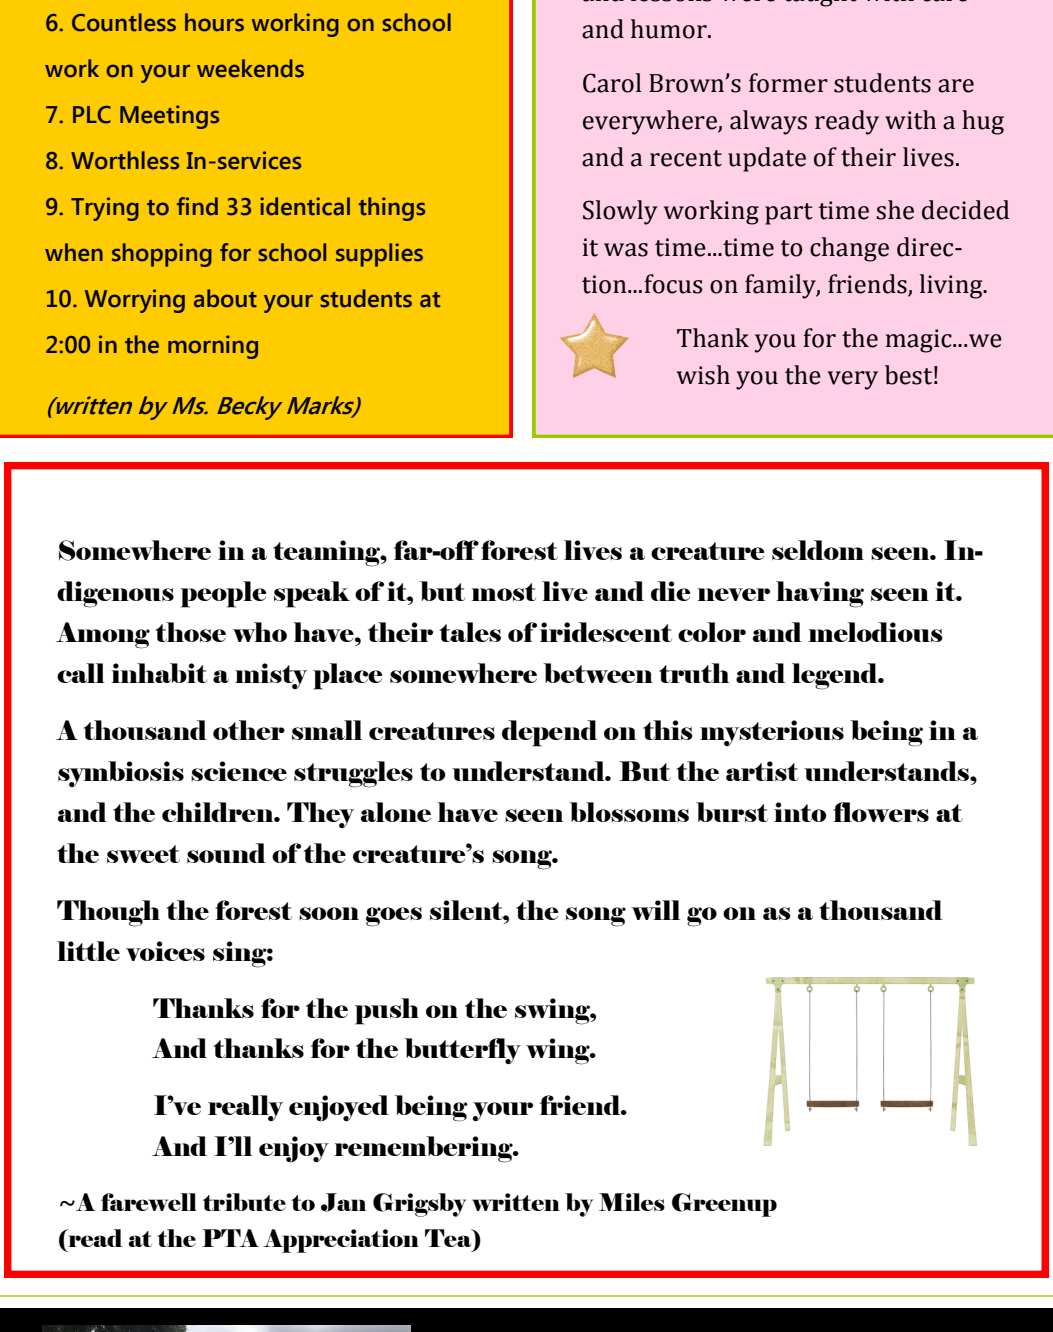 6. Countless hours working on school
work on your weekends
7. PLC Meetings
8. Worthless In-services
9. Trying to find 33 identical things
when shopping for school supplies
10. Worrying about your students at
2:00 in the morning
(written by Ms. Becky Marks)
and humor.
Carol Brown’s former students are
everywhere, always ready with a hug
and a recent update of their lives.
Slowly working part time she decided
it was time...time to change direc-
tion...focus on family, friends, living.
Thank you for the magic...we
wish you the very best!
Somewhere in a teaming, far-off forest lives a creature seldom seen. In-
digenous people speak of it, but most live and die never having seen it.
Among those who have, their tales of iridescent color and melodious
call inhabit a misty place somewhere between truth and legend.
A thousand other small creatures depend on this mysterious being in a
symbiosis science struggles to understand. But the artist understands,
and the children. They alone have seen blossoms burst into flowers at
the sweet sound of the creature’s song.
Though the forest soon goes silent, the song will go on as a thousand
little voices sing:
Thanks for the push on the swing,
And thanks for the butterfly wing.
I’ve really enjoyed being your friend.
And I’ll enjoy remembering.
~A farewell tribute to Jan Grigsby written by Miles Greenup
(read at the PTA Appreciation Tea)